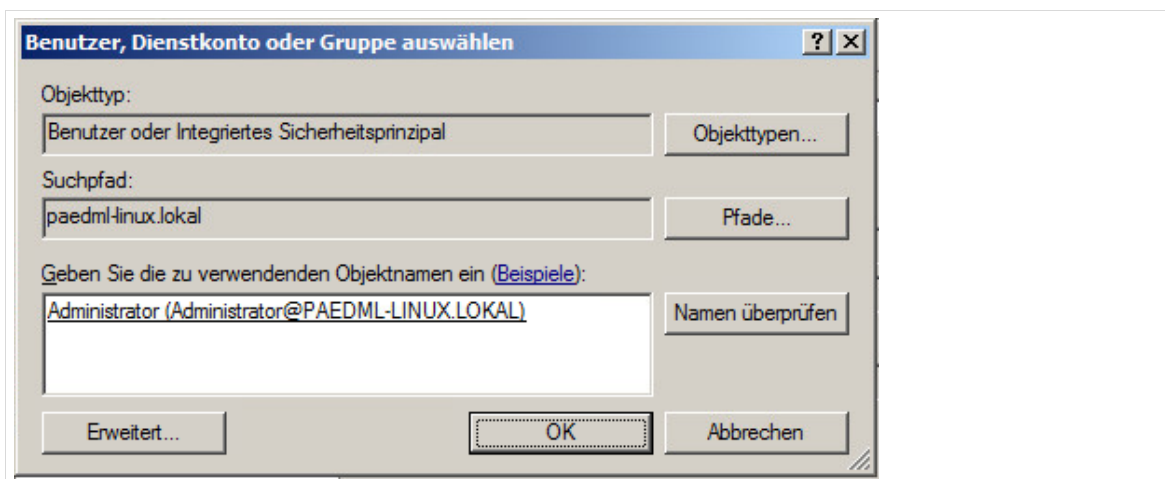 Benutzer, Dienstkonto oder Gruppe auswählen
Objekttyp:
Benutzer oder Integriertes Sicherheitsprinzipal
Objekttypen...
Suchpfad:
paedml-linux.lokal
Pfade...
Geben Sie die zu verwendenden Objektnamen ein (Beispiele):
Administrator (Administrator@PAEDML-LINUX.LOKAL)
Namen überprüfen
Erweitert...
OK
Abbrechen